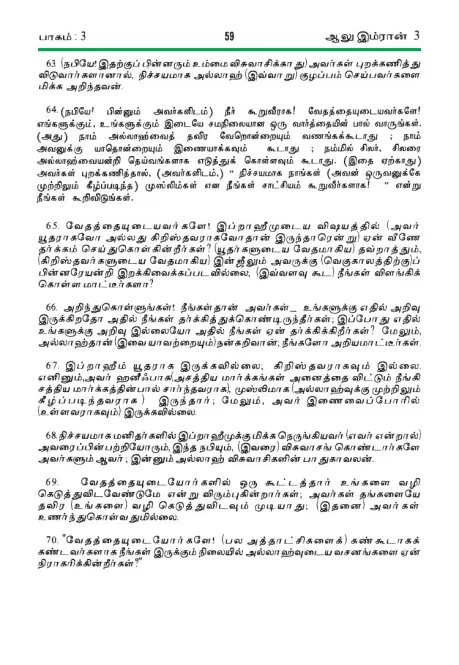 பாகம் : 3 59 ஆலு இம்ரான் 3
63. (நபியே! இதற்குப் பின்னரும் உம்மை விசுவாசிக்காது) அவர்கள் புறக்கணித்து
விடுவார்களானால், நிச்சயமாக அல்லாஹ் (இவ்வாறு) குழப்பம் செய்பவர்களை
மிக்க அறிந்தவன்.
64. (நபியே! பின்னும் அவர்களிடம்) நீர் கூறுவீராக! வேதத்தையுடையவர்களே!
எங்களுக்கும், உங்களுக்கும் இடையே சமநிலையான ஒரு வார்த்தையின் பால் வாருங்கள்.
(அது) நாம் அல்லாஹ்வைத் தவிர வேறொன்றையும் வணங்கக்கூடாது ; நாம்
அவனுக்கு யாதொன்றையும் இணையாக்கவும் கூடாது ; நம்மில் சிலர், சிலரை
அல்லாஹ்வையன்றி தெய்வங்களாக எடுத்துக் கொள்ளவும் கூடாது. (இதை ஏற்காது)
அவர்கள் புறக்கணித்தால், (அவர்களிடம்,) “ நிச்சயமாக நாங்கள் (அவன் ஒருவனுக்கே
முற்றிலும் கீழ்ப்படிந்த) முஸ்லிம்கள் என நீங்கள் சாட்சியம் கூறுவீர்களாக! ” என்று
நீங்கள் கூறிவிடுங்கள்.
65. வேதத்தையுடையவர்களே! இப்ராஹீமுடைய விஷயத்தில் (அவர்
யூதராகவோ அல்லது கிறிஸ்தவராகவோதான் இருந்தாரென்று) ஏன் வீணே
தர்க்கம் செய்துகொள்கின்றீர்கள்? (யூதர்களுடைய வேதமாகிய) தவ்றாத்தும்,
(கிறிஸ்தவர்களுடைய வேதமாகிய) இன்ஜீலும் அவருக்கு (வெகுகாலத்திற்கு)ப்
பின்னரேயன்றி இறக்கிவைக்கப்படவில்லை, (இவ்வளவு கூட) நீங்கள் விளங்கிக்
கொள்ளமாட்டீர்களா?
66. அறிந்துகொள்ளுங்கள்! நீங்கள்தான் அவர்கள்_ உங்களுக்கு எதில் அறிவு
இருக்கிறதோ அதில் நீங்கள் தர்க்கித்துக்கொண்டிருந்தீர்கள்; இப்போது எதில்
உங்களுக்கு அறிவு இல்லையோ அதில் நீங்கள் ஏன் தர்க்கிக்கிறீர்கள்? மேலும்,
அல்லாஹ்தான் (இவையாவற்றையும்) நன்கறிவான்; நீங்களோ அறியமாட்டீர்கள்.
67. இப்ராஹீம் யூதராக இருக்கவில்லை; கிறிஸ்தவராகவும் இல்லை.
எனினும்,அவர் ஹனீஃபாக(அசத்திய மார்க்கங்கள் அனைத்தை விட்டும் நீங்கி
சத்திய மார்க்கத்தின்பால் சார்ந்தவராக), முஸ்லிமாக (அல்லாஹ்வுக்கு முற்றிலும்
கீழ்ப்படிந்தவராக) இருந்தார்; மேலும், அவர் இணைவைப்போரில்
(உள்ளவராகவும்) இருக்கவில்லை.
68.நிச்சயமாக மனிதர்களில் இப்ராஹீமுக்கு மிக்க நெருங்கியவர் (எவர் என்றால்)
அவரைப்பின்பற்றியோரும், இந்த நபியும், (இவரை) விசுவாசங் கொண்டார்களே
அவர்களும் ஆவர் ; இன்னும் அல்லாஹ் விசுவாசிகளின் பாதுகாவலன்.
69. வேதத்தையுடையோர்களில் ஒரு கூட்டத்தார் உங்களை வழி
கெடுத்துவிடவேண்டுமே என்று விரும்புகின்றார்கள்; அவர்கள் தங்களையே
தவிர (உங்களை) வழி கெடுத்துவிடவும் முடியாது; (இதனை) அவர்கள்
உணர்ந்துகொள்வதுமில்லை.
70. "வேதத்தையுடையோர்களே! (பல அத்தாட்சிகளைக்) கண்கூடாகக்
கண்டவர்களாக நீங்கள் இருக்கும் நிலையில் அல்லாஹ்வுடைய வசனங்களை ஏன்
நிராகரிக்கின்றீர்கள்?"